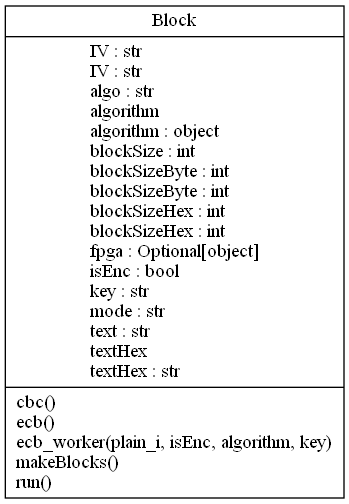 Block
IV : str
IV : str
algo : str
algorithm
algorithm : object
blockSize : int
blockSizeByte : int
blockSizeByte : int
blockSizeHex : int
blockSizeHex : int
fpga : Optional[object]
isEnc : bool
key : str
mode : str
text : str
textHex
textHex : str
cbc()
ecb()
ecb_worker(plain_i, isEnc, algorithm, key)
makeBlocks()
run()